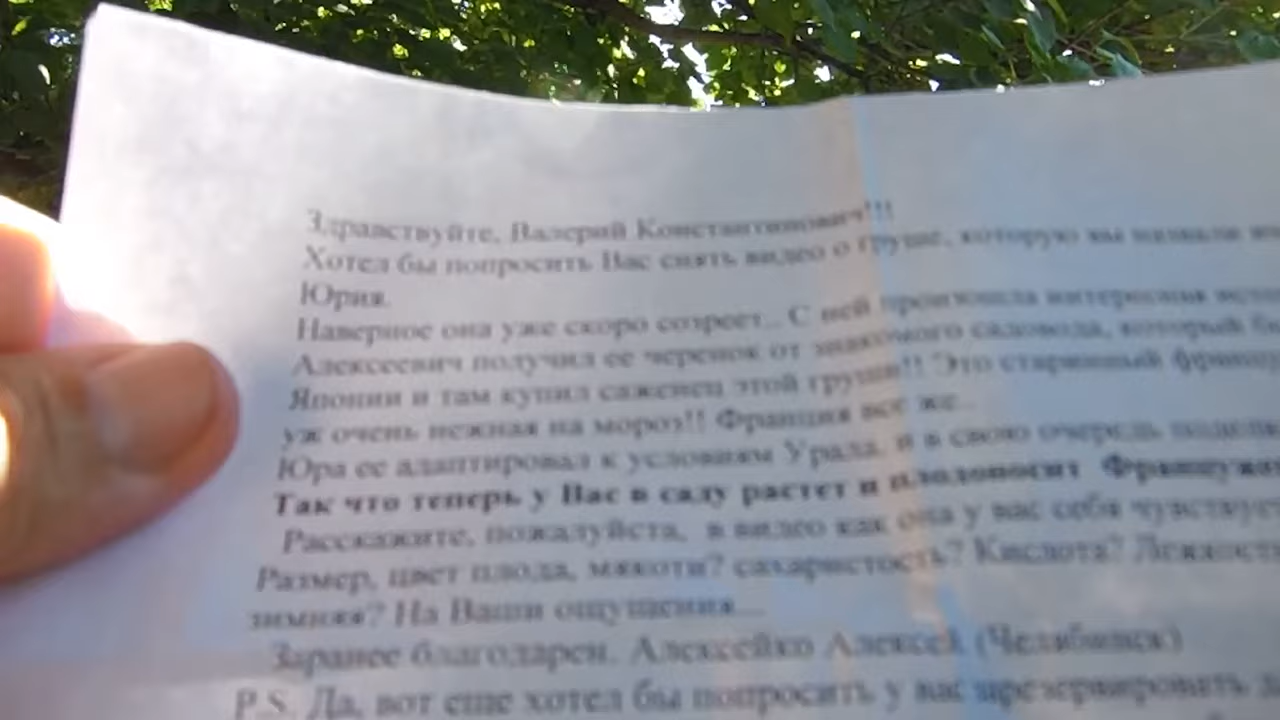 Здравствуйте, Валерий Константинович!!!
Хотел бы попросить Вас снять видео о груше, которую вы назвали
Юрия.
Наверное она уже скоро созреет.. С ней произошла интересная
Алексеевич получил ее черенок от знакомого садовода, который
Японии и там купил саженец этой груши!! Это старинный
уж очень нежная на мороз!! Франция все же..
Юра ее адаптировал к условиям Урала. и в свою очередь
Так что теперь у Вас в саду растет и плодоносит
Расскажите, пожалуйста, в видео как она у вас себя чувствует
Размер, цвет плода, мякоти? сахаристость? Кислота?
зимняя? На Ваши ощущения...
Заранее благодарен. Алексейко Алексей (Челябинск)
P.S. Да, вот еще хотел бы попросить у вас зарезервировать